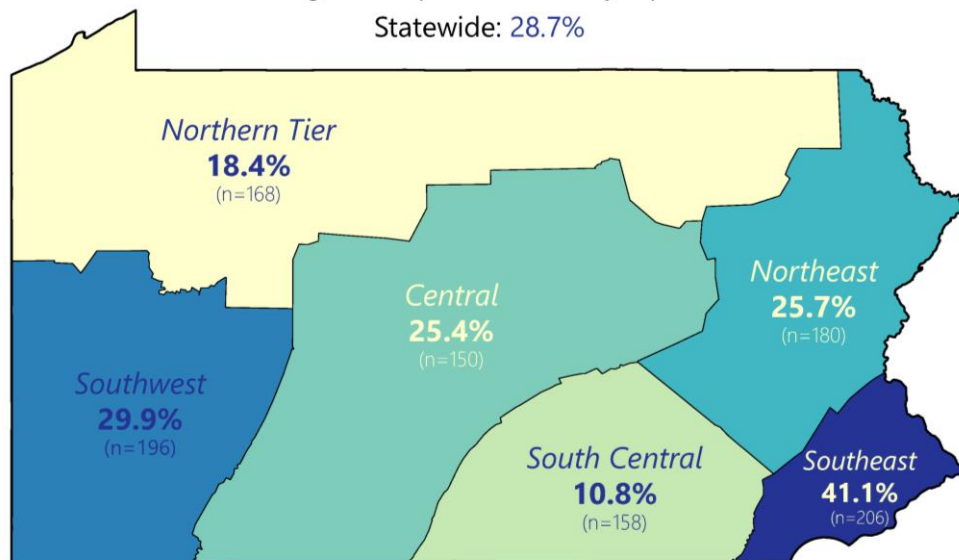 Statewide: 28.7%
Northern Tier
18.4%
(n=168)
Central
25.4%
(n=150)
Northeast
25.7%
(n=180)
Southwest
29.9%
(n=196)
South Central
10.8%
(n=158)
Southeast
41.1%
(n=206)